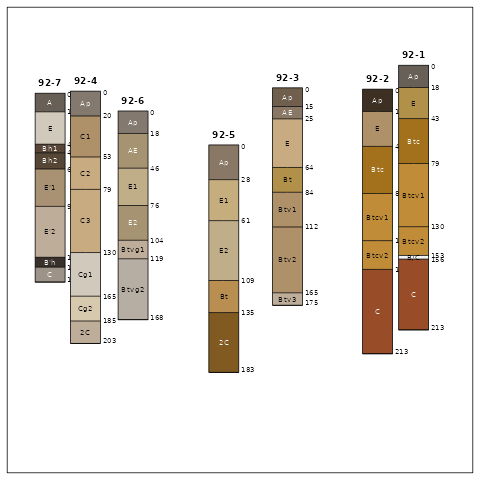 92-1
92-7
92-4
92-2
92-3
92-6
92-5
A
E
Bh1
Bh2
E'1
E'2
Bh
C
Ap
C1
C2
C3
Cg1
Cg2
2C
0
20
53
79
130
165
185
203
Ap
AE
E1
E2
Btvg1
Btvg2
0
18
46
76
104
119
168
Ap
E1
E2
Bt
2C
0
28
61
109
135
183
Ap
AE
E
Bt
Btv1
Btv2
Btv3
0
15
25
64
84
112
165
175
Ap
E
Btc
Btcv1
Btcv2
C
213
Ap
E
Btc
Btcv1
Btcv2
B/C
C
0
18
43
79
130
153
156
213